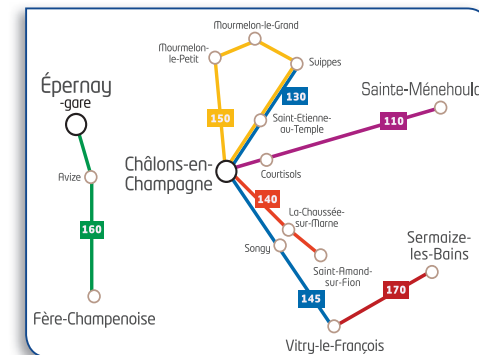 Mourmelon-le-Grand
Mourmelon-
le-Petit
Suippes
Épernay
-gare
130
Sainte-Ménehould
150
Saint-Etienne-
au-Temple
110
Châlons-en-
Champagne
Courtisols
Avize
140
La-Chaussée-
sur-Marne
160
Songy
Sermaize-
les-Bains
Saint-Amand-
sur-Fion
145
170
Fère-Champenoise
Vitry-le-François